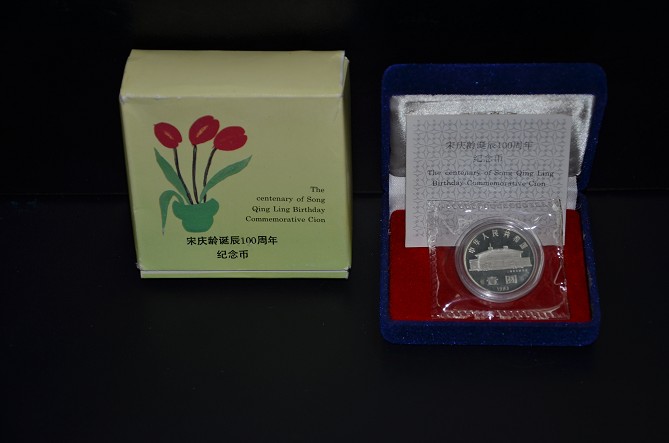 The
centenary of Song
Qing Ling Birthday
Commemorative Cion
宋庆龄诞辰100周年
纪念币
宋庆龄诞辰100周年
纪念币
The centenary of Song Qing Ling
Birthday Commemorative Cion
中华人民共和国
壹圆